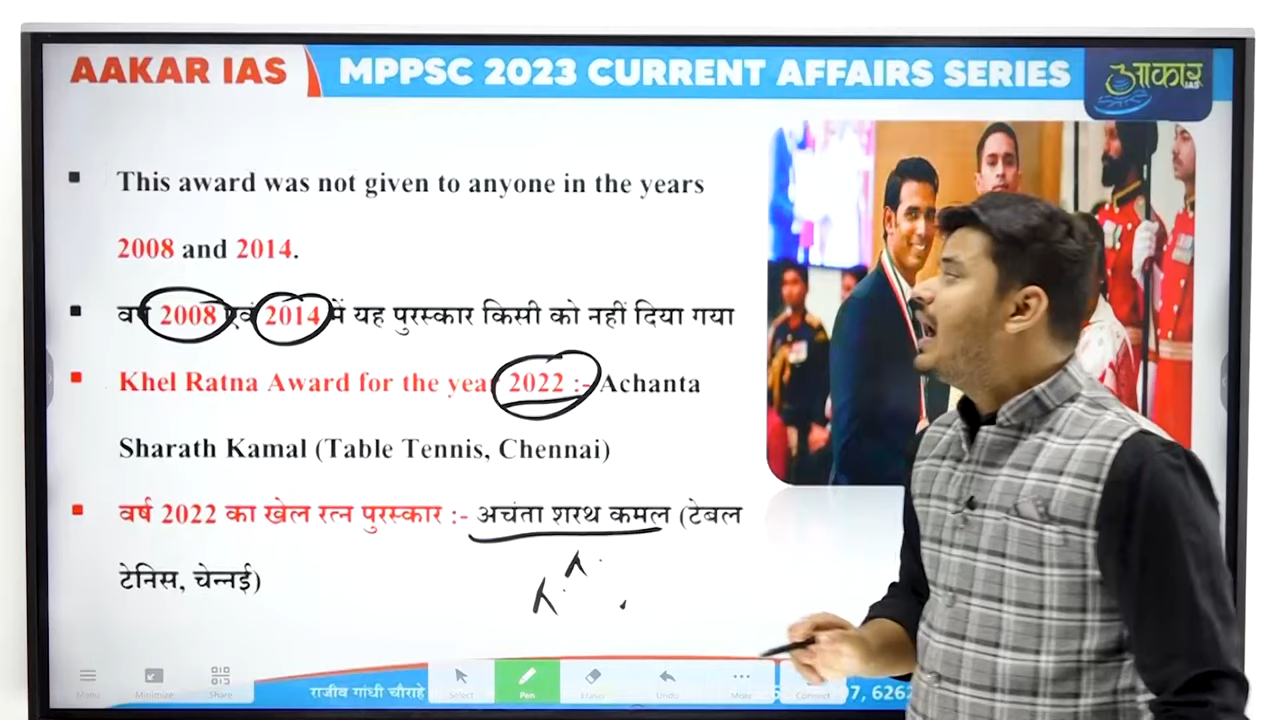 AAKAR IAS
MPPSC 2023 CURRENT AFFAIRS SERIES
आकार
IAS
This award was not given to anyone in the years
2008 and 2014.
वर्ष 2008 एवं 2014 में यह पुरस्कार किसी को नहीं दिया गया
Khel Ratna Award for the year 2022 :- Achanta
Sharath Kamal (Table Tennis, Chennai)
वर्ष 2022 का खेल रत्न पुरस्कार :- अचंता शरथ कमल (टेबल
टेनिस, चेन्नई)
Menu Minimize Share Select Pen Eraser Undo More Connect
राजीव गांधी चौराहे